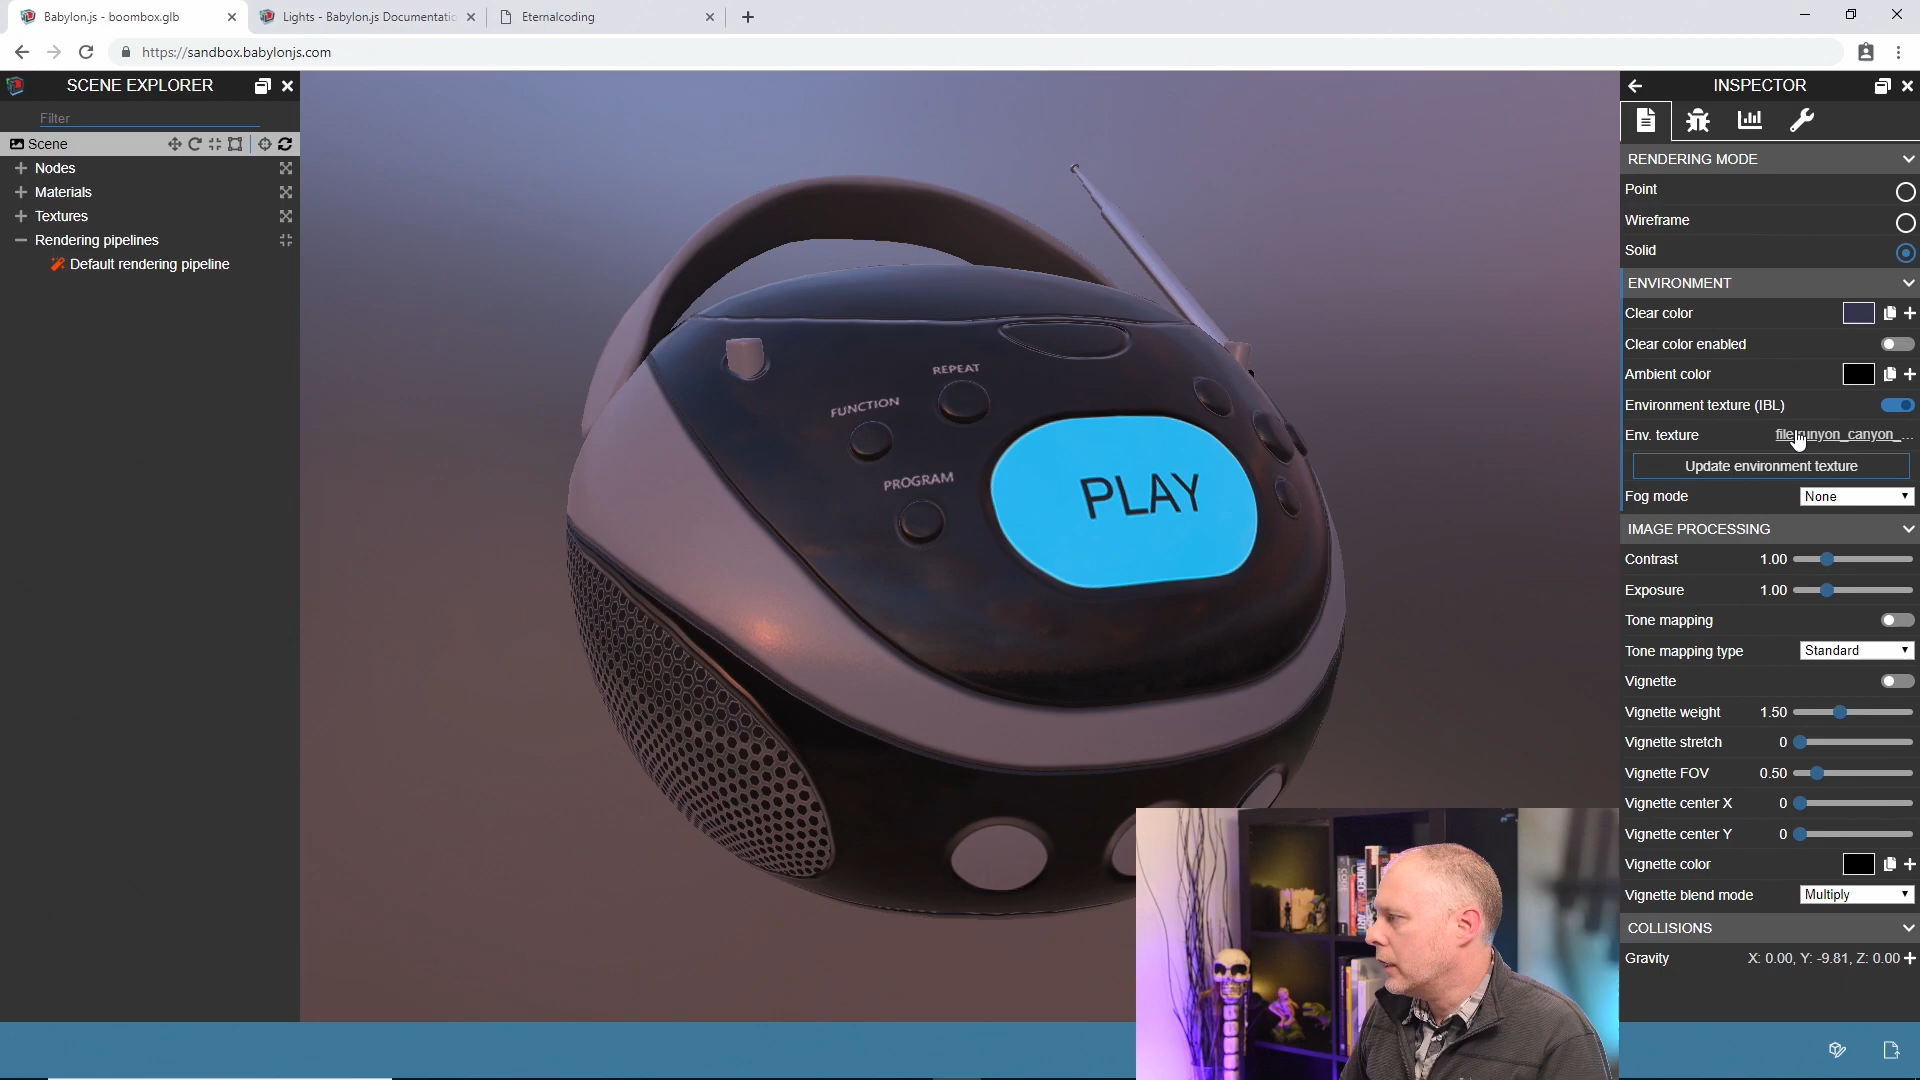 Babylon.js - boombox.glb
Lights - Babylon.js Documentatio
Eternalcoding
https://sandbox.babylonjs.com
SCENE EXPLORER
Filter
Scene
Nodes
Materials
Textures
Rendering pipelines
Default rendering pipeline
REPEAT
FUNCTION
PROGRAM
PLAY
INSPECTOR
RENDERING MODE
Point
Wireframe
Solid
ENVIRONMENT
Clear color
Clear color enabled
Ambient color
Environment texture (IBL)
Env. texture
Update environment texture
Fog mode None
IMAGE PROCESSING
Contrast 1.00
Exposure 1.00
Tone mapping
Tone mapping type Standard
Vignette
Vignette weight 1.50
Vignette stretch 0
Vignette FOV 0.50
Vignette center X 0
Vignette center Y 0
Vignette color
Vignette blend mode Multiply
COLLISIONS
Gravity X: 0.00, Y: -9.81, Z: 0.00